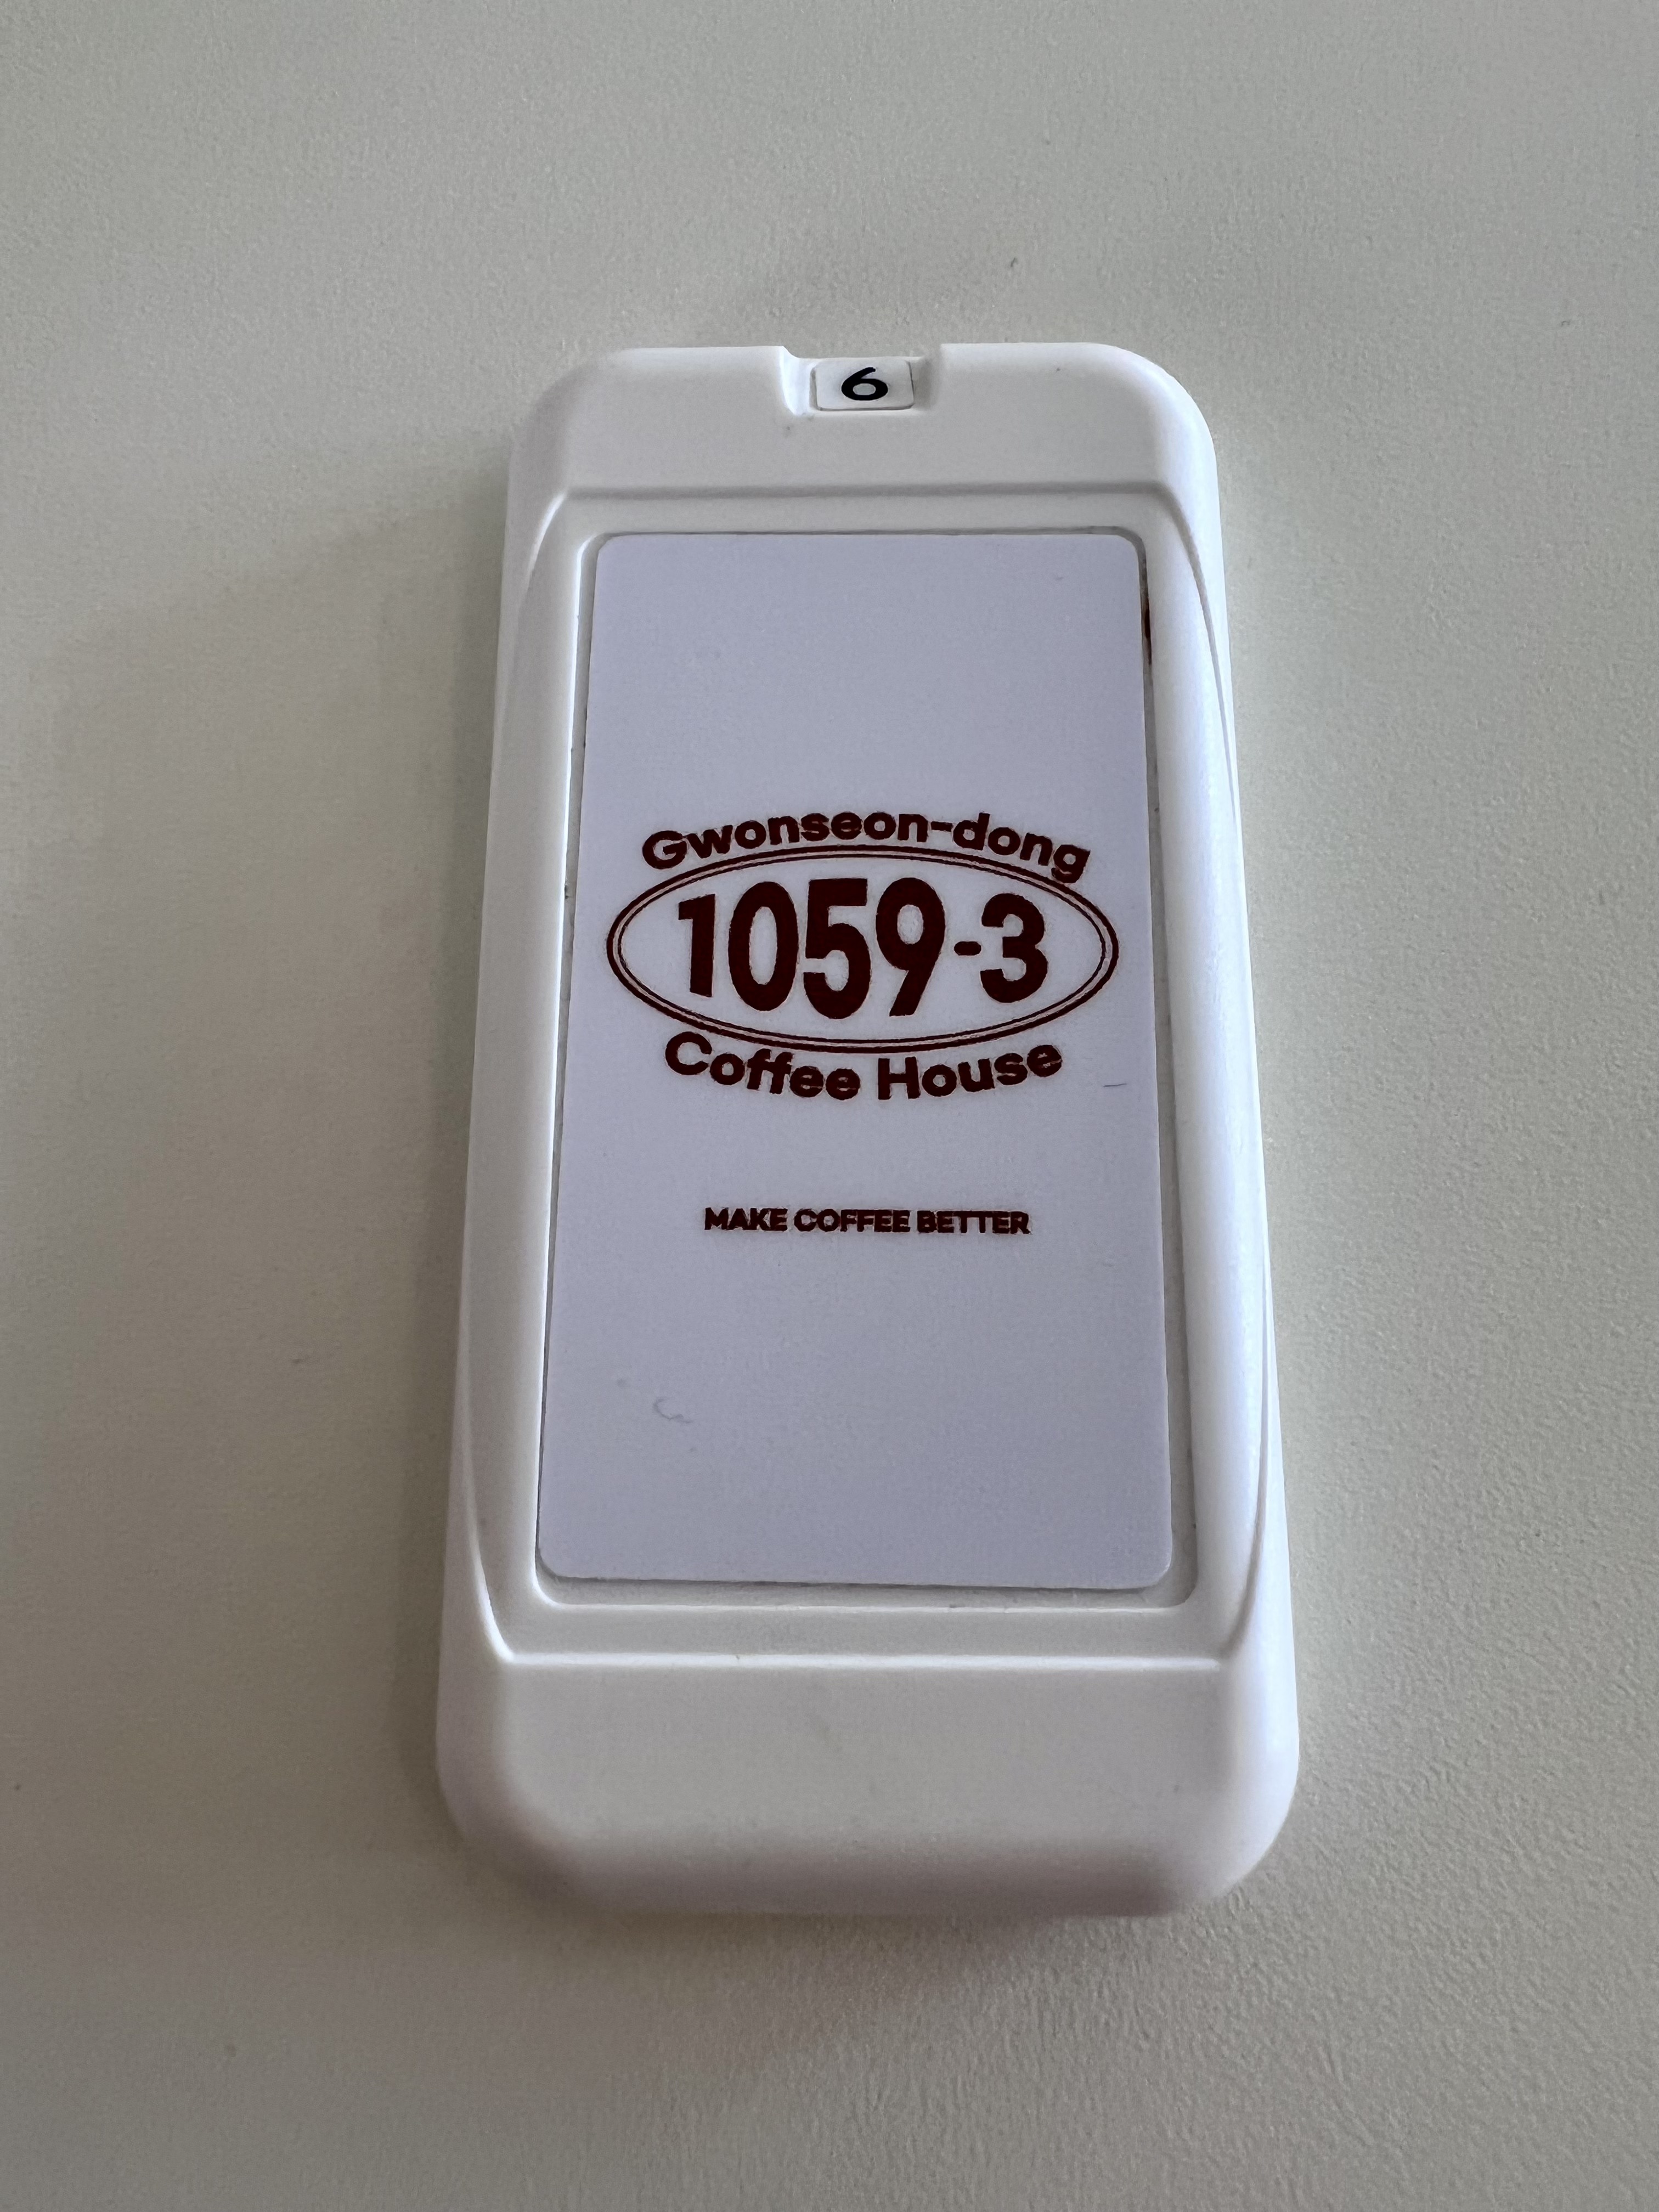 6
Gwonseon-dong
1059-3
Coffee House
MAKE COFFEE BETTER